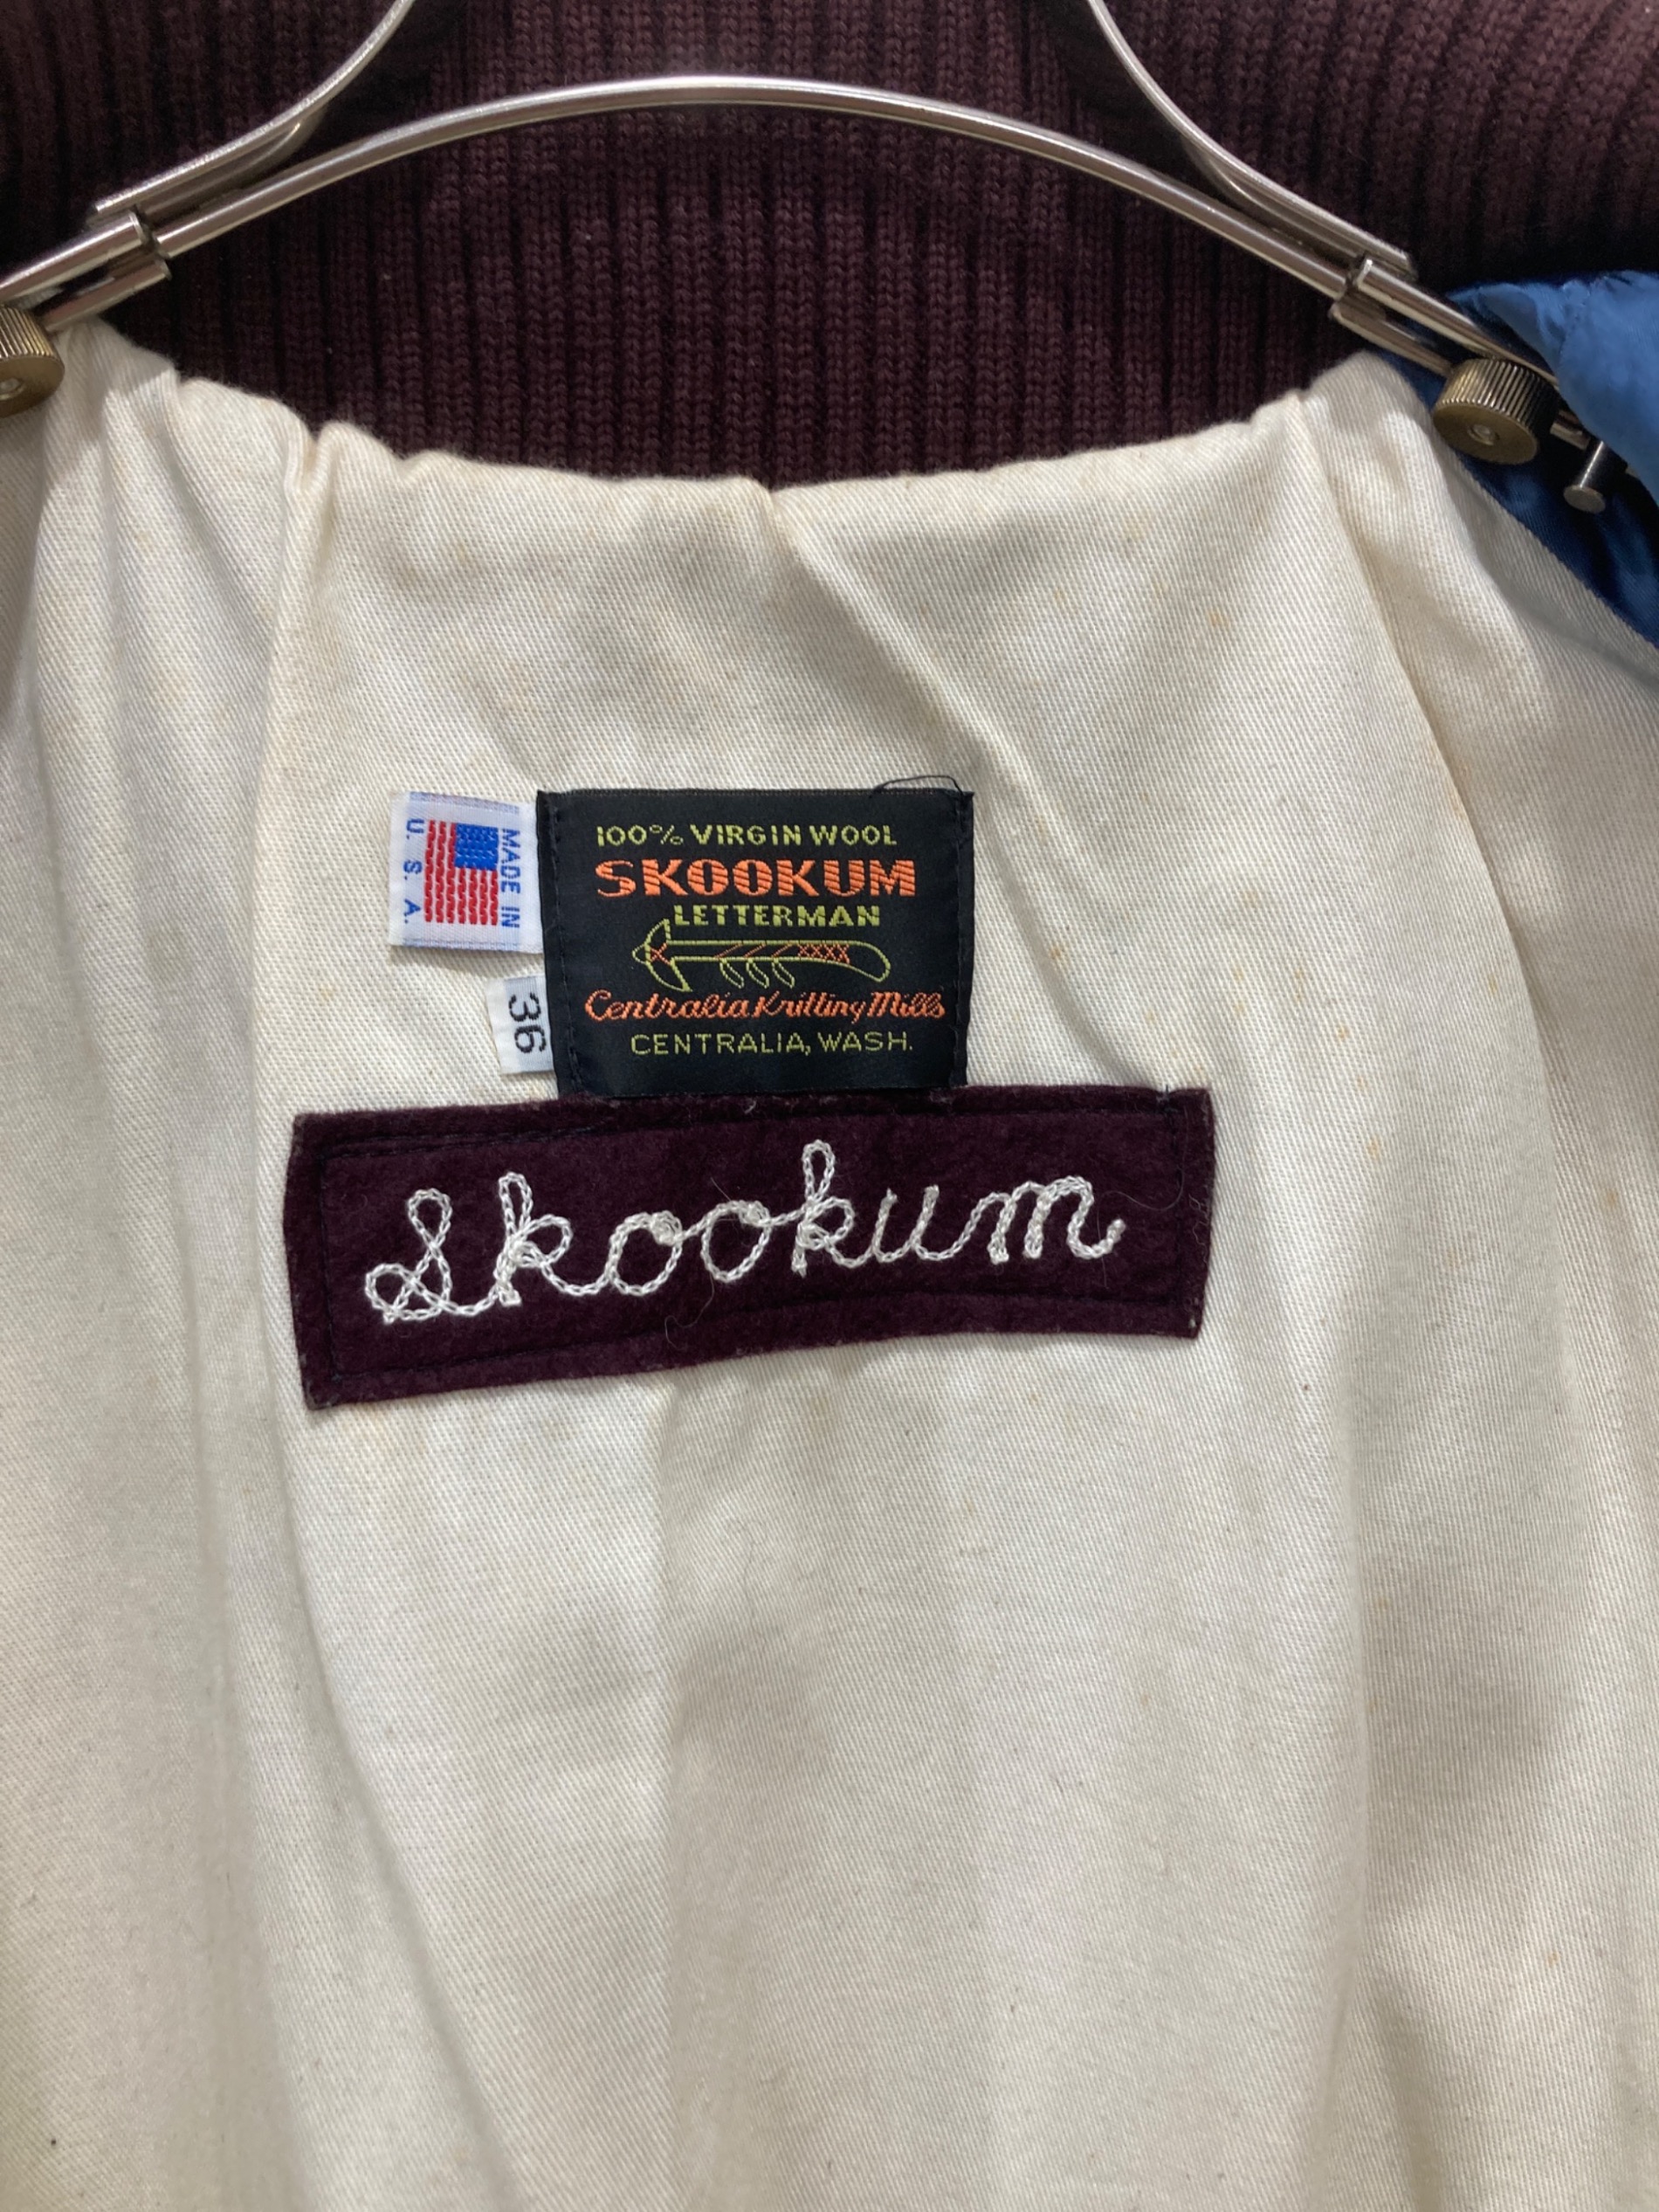 MADE IN
U. S. A.
36
100% VIRGIN WOOL
SKOOKUM
LETTERMAN
Centralia Knitting Mills
CENTRALIA, WASH.
Skookum